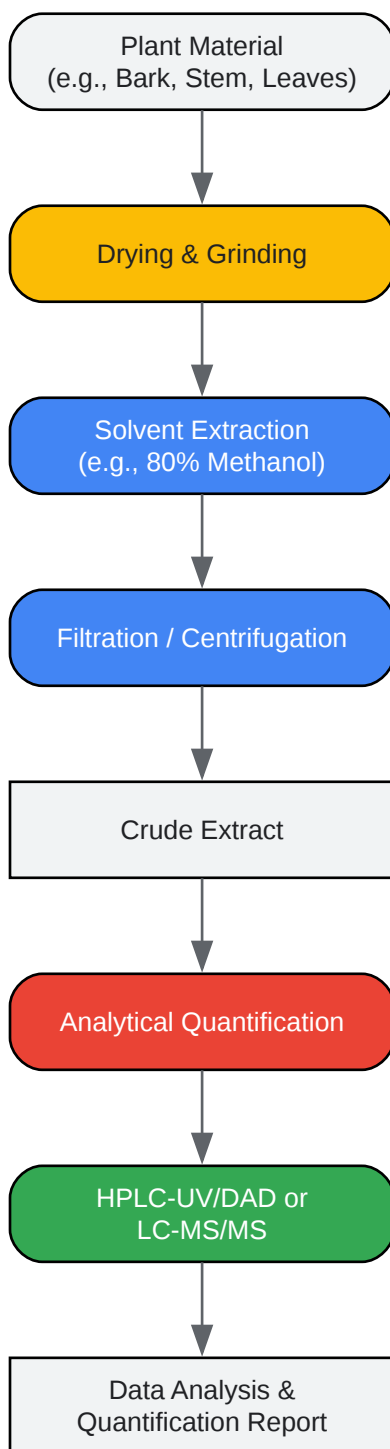 Plant Material
(e.g., Bark, Stem, Leaves)
Drying & Grinding
Solvent Extraction
(e.g., 80% Methanol)
Filtration / Centrifugation
Crude Extract
Analytical Quantification
HPLC-UV/DAD or
LC-MS/MS
Data Analysis &
Quantification Report